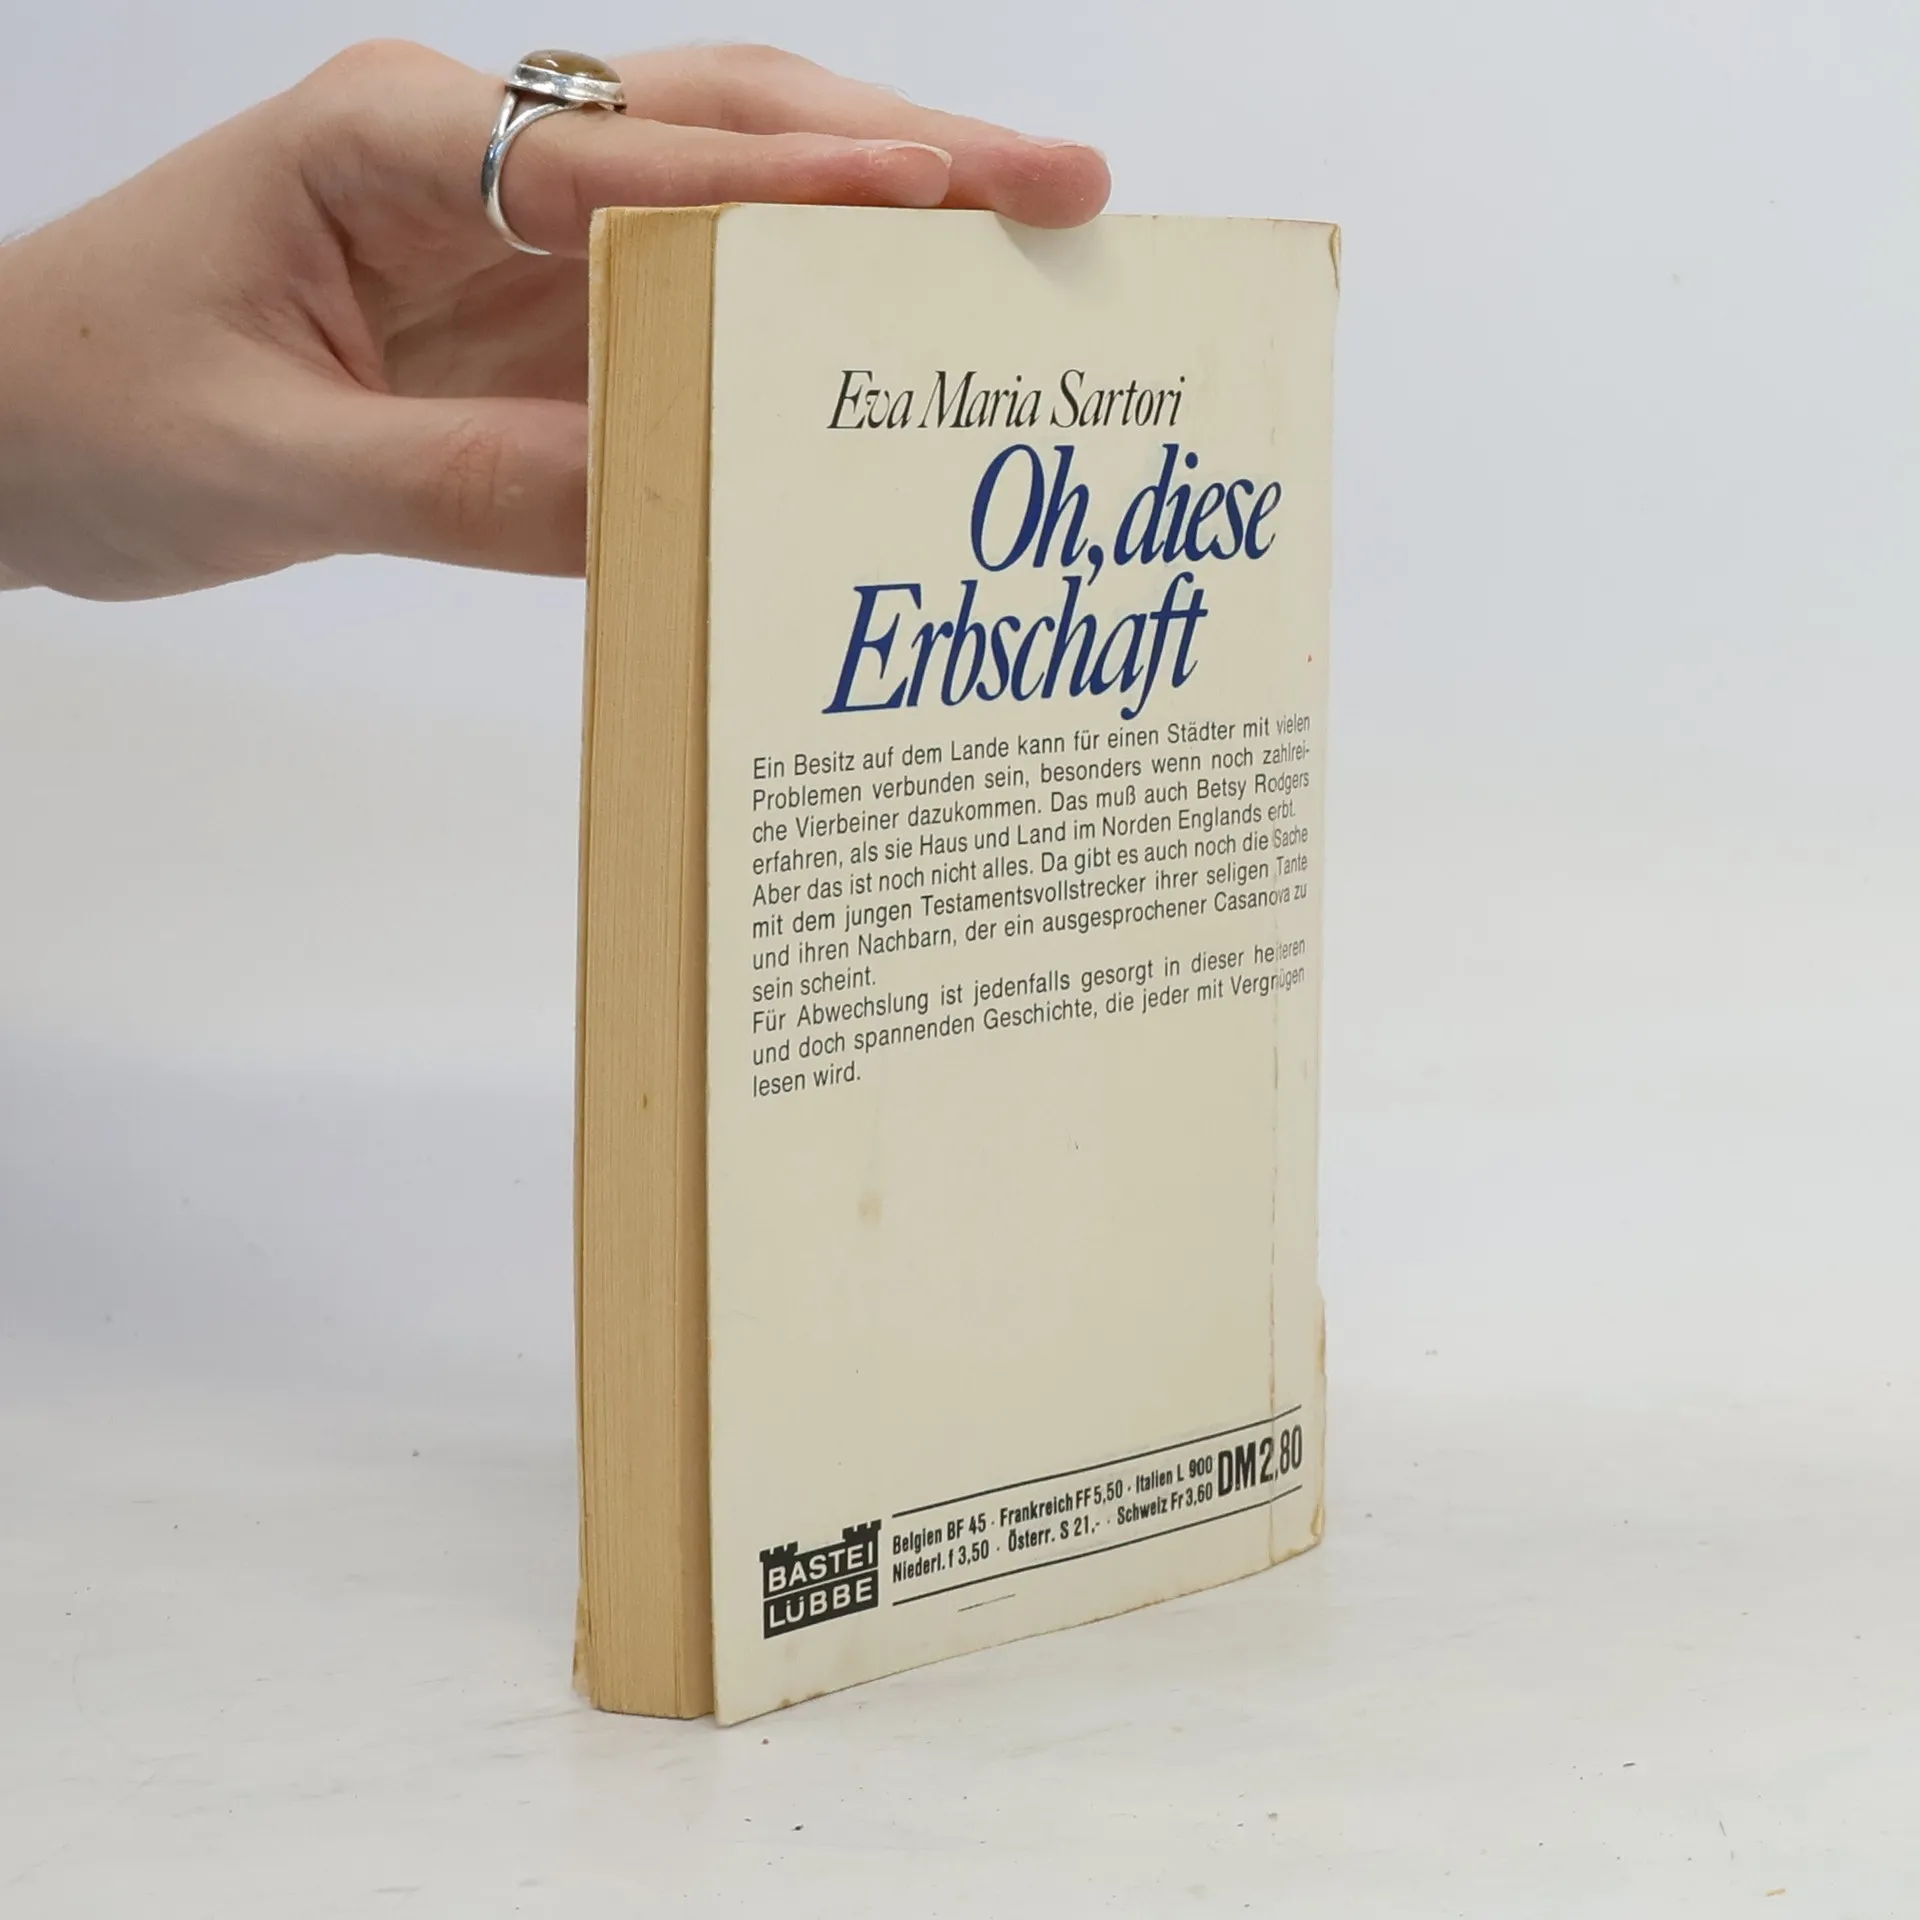 Eva Maria Sartori
Oh, diese
Erbschaft
Ein Besitz auf dem Lande kann für einen Städter mit vielen
Problemen verbunden sein, besonders wenn noch zahlrei-
che Vierbeiner dazukommen. Das muß auch Betsy Rodgers
erfahren, als sie Haus und Land im Norden Englands erbt.
Aber das ist noch nicht alles. Da gibt es auch noch die Sache
mit dem jungen Testamentsvollstrecker ihrer seligen Tante
und ihren Nachbarn, der ein ausgesprochener Casanova zu
sein scheint.
Für Abwechslung ist jedenfalls gesorgt in dieser heiteren
und doch spannenden Geschichte, die jeder mit Vergnügen
lesen wird.
BASTEI
LÜBBE
Belgien BF 45 · Frankreich FF 5,50 · Italien L 900
Niederl. f 3,50 · Österr. S 21,- · Schweiz Fr 3,60
DM 2,80